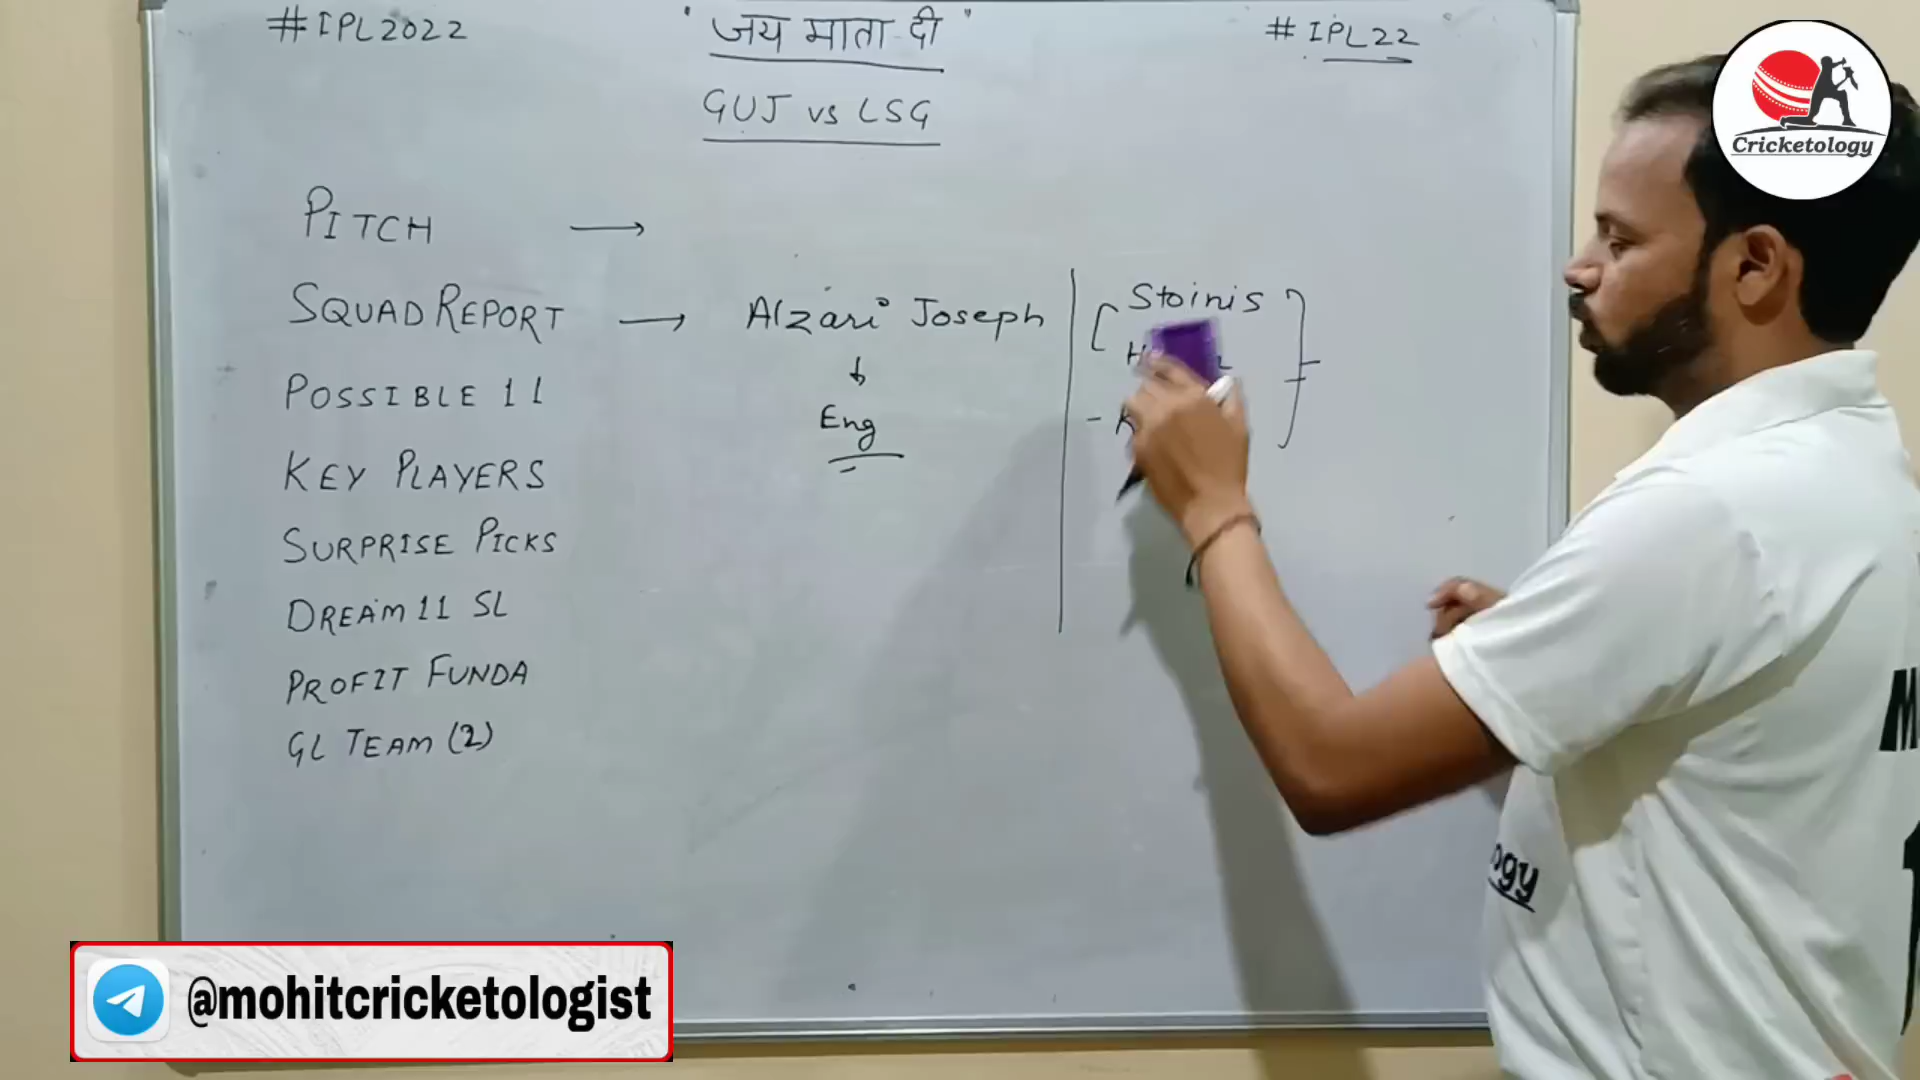 #IPL2022
"जय माता दी"
#IPL22
GUJ vs LSG
Cricketology
PITCH →
SQUAD REPORT → Alzari Joseph
Eng
Stoinis
POSSIBLE 11
KEY PLAYERS
SURPRISE PICKS
DREAM 11 SL
PROFIT FUNDA
GL TEAM (2)
@mohitcricketologist